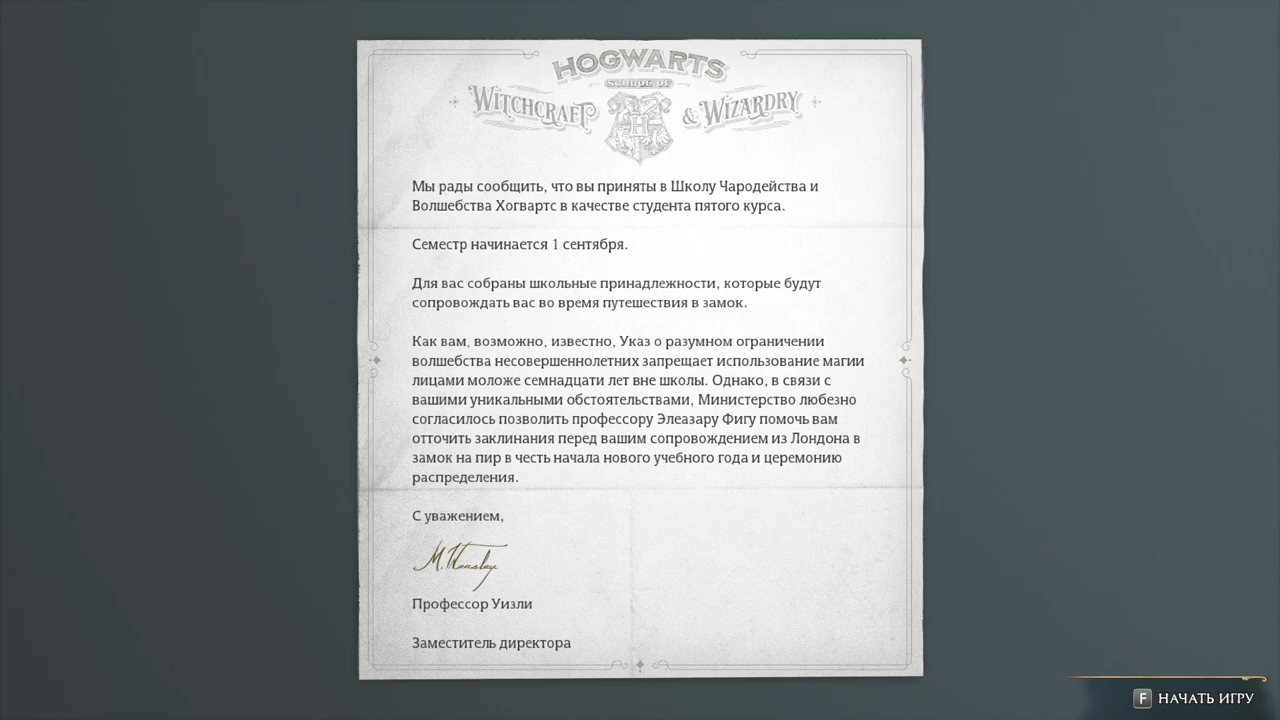 HOGWARTS
SCHOOL OF
WITCHCRAFT & WIZARDRY
H
Мы рады сообщить, что вы приняты в Школу Чародейства и
Волшебства Хогвартс в качестве студента пятого курса.
Семестр начинается 1 сентября.
Для вас собраны школьные принадлежности, которые будут
сопровождать вас во время путешествия в замок.
Как вам, возможно, известно, Указ о разумном ограничении
волшебства несовершеннолетних запрещает использование магии
лицами моложе семнадцати лет вне школы. Однако, в связи с
вашими уникальными обстоятельствами, Министерство любезно
согласилось позволить профессору Элеазару Фигу помочь вам
отточить заклинания перед вашим сопровождением из Лондона в
замок на пир в честь начала нового учебного года и церемонию
распределения.
С уважением,
M. Weasley
Профессор Уизли
Заместитель директора
F НАЧАТЬ ИГРУ